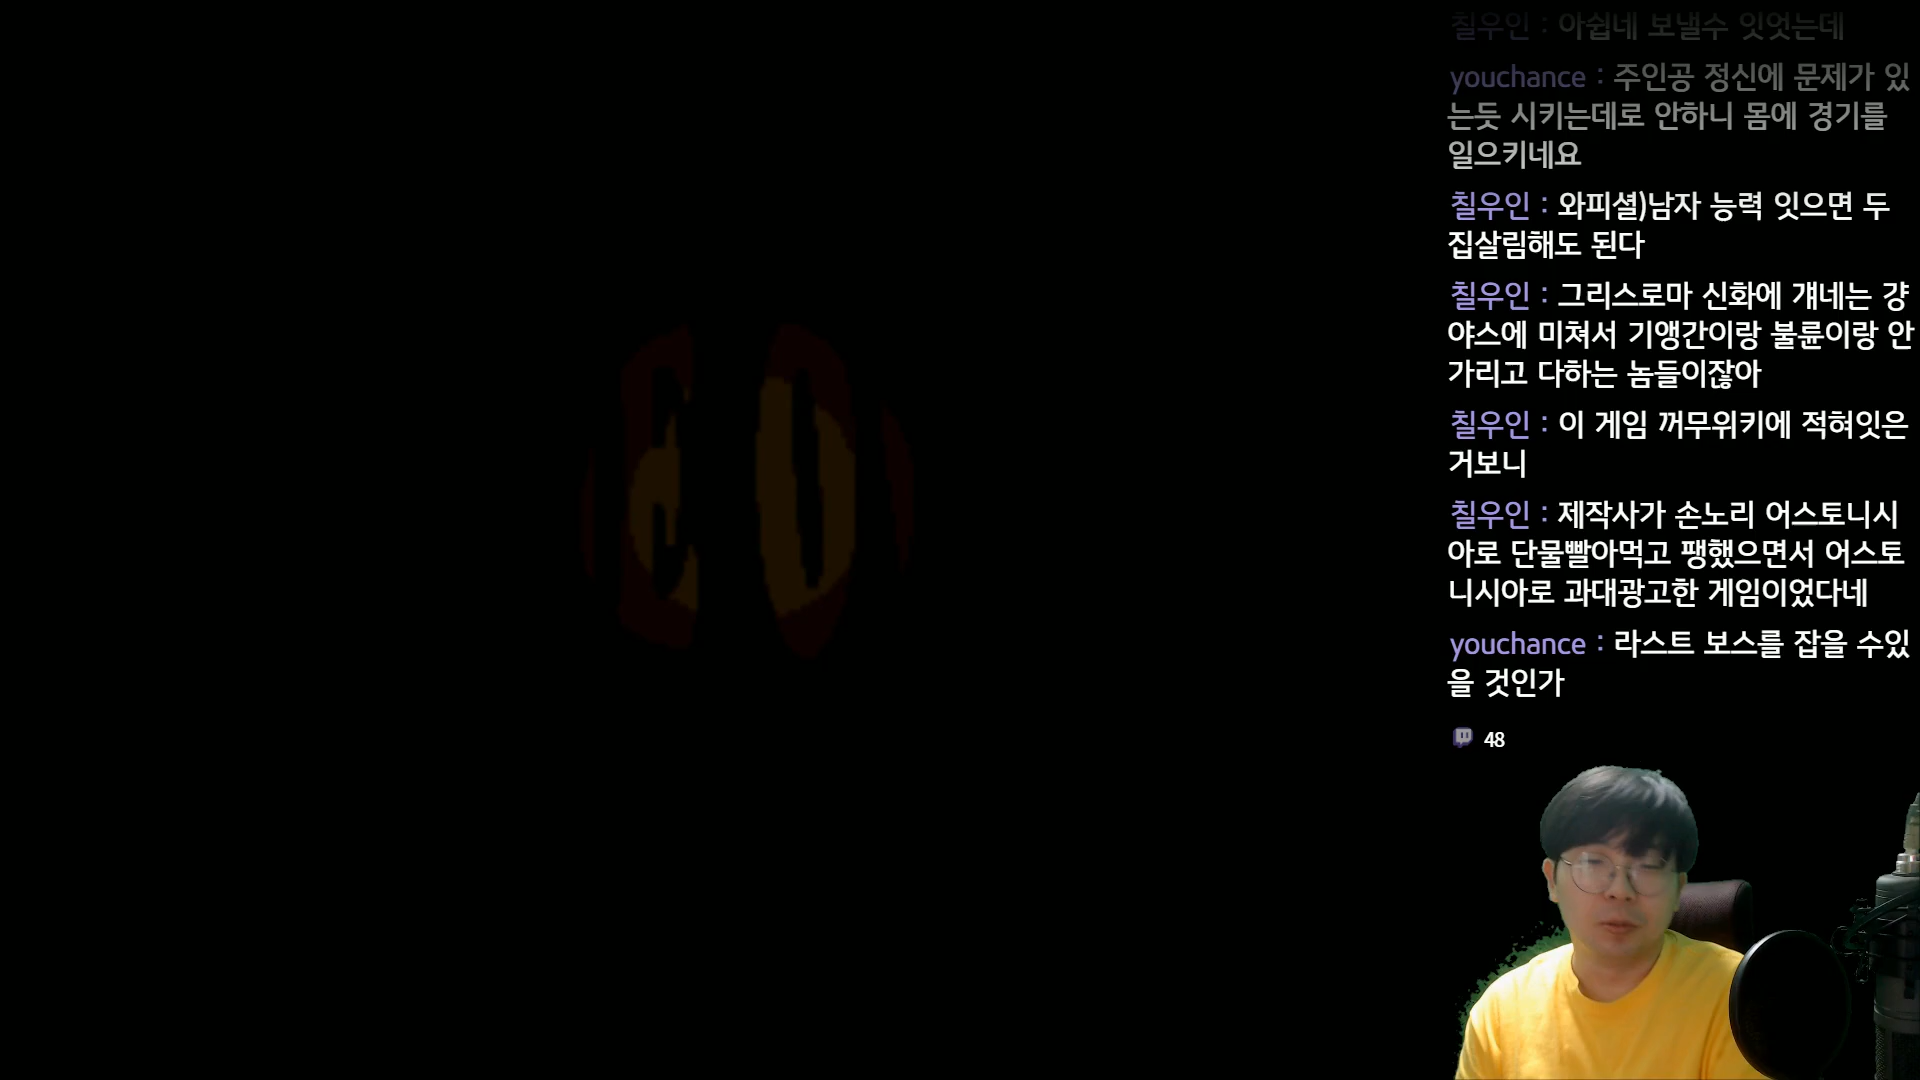 칠우인 : 아쉽네 보낼수 잇엇는데
youchance : 주인공 정신에 문제가 있
는듯 시키는데로 안하니 몸에 경기를
일으키네요
칠우인 : 와피셜)남자 능력 잇으면 두
집살림해도 된다
칠우인 : 그리스로마 신화에 걔네는 걍
야스에 미쳐서 기앵간이랑 불륜이랑 안
가리고 다하는 놈들이잖아
칠우인 : 이 게임 꺼무위키에 적혀잇은
거보니
칠우인 : 제작사가 손노리 어스토니시
아로 단물빨아먹고 팽했으면서 어스토
니시아로 과대광고한 게임이었다네
youchance : 라스트 보스를 잡을 수있
을 것인가
48